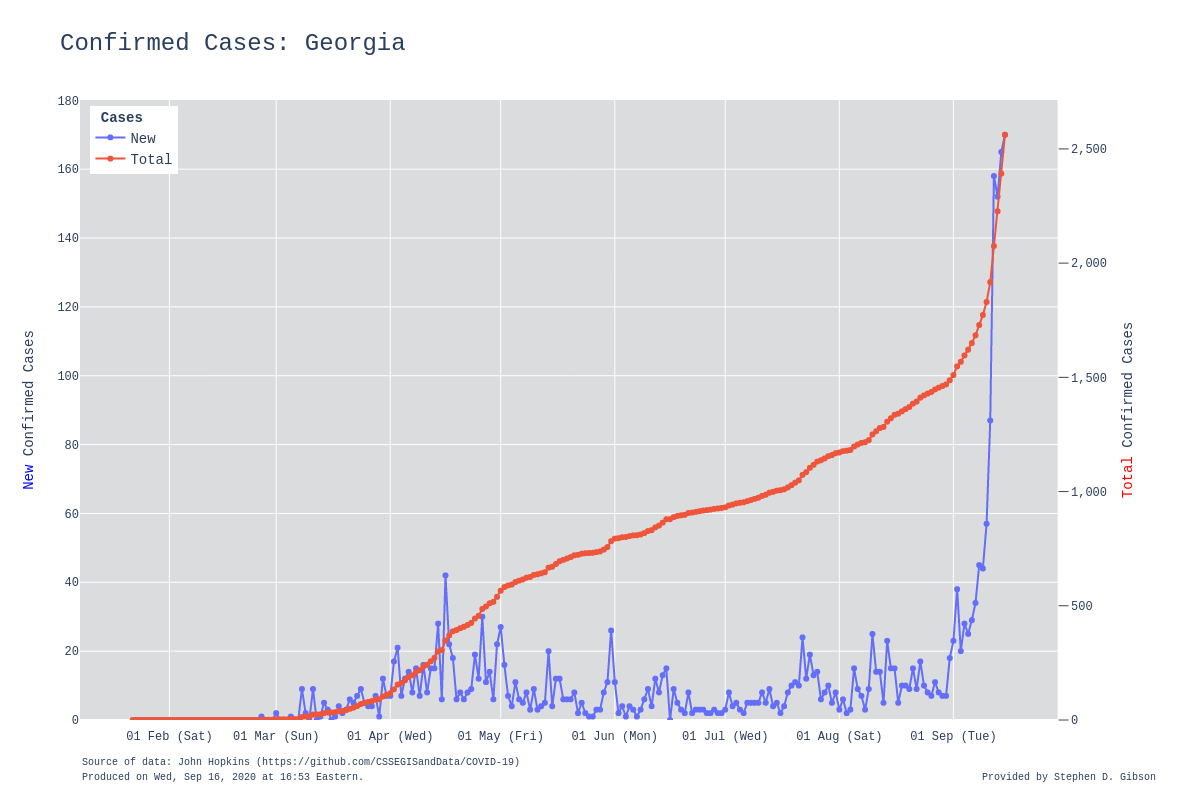 Confirmed Cases: Georgia
Cases
New
Total
180
160
140
120
100
80
60
40
20
0
New Confirmed Cases
2,500
2,000
1,500
1,000
500
0
Total Confirmed Cases
01 Feb (Sat) 01 Mar (Sun) 01 Apr (Wed) 01 May (Fri) 01 Jun (Mon) 01 Jul (Wed) 01 Aug (Sat) 01 Sep (Tue)
Source of data: John Hopkins (https://github.com/CSSEGISandData/COVID-19)
Produced on Wed, Sep 16, 2020 at 16:53 Eastern.
Provided by Stephen D. Gibson